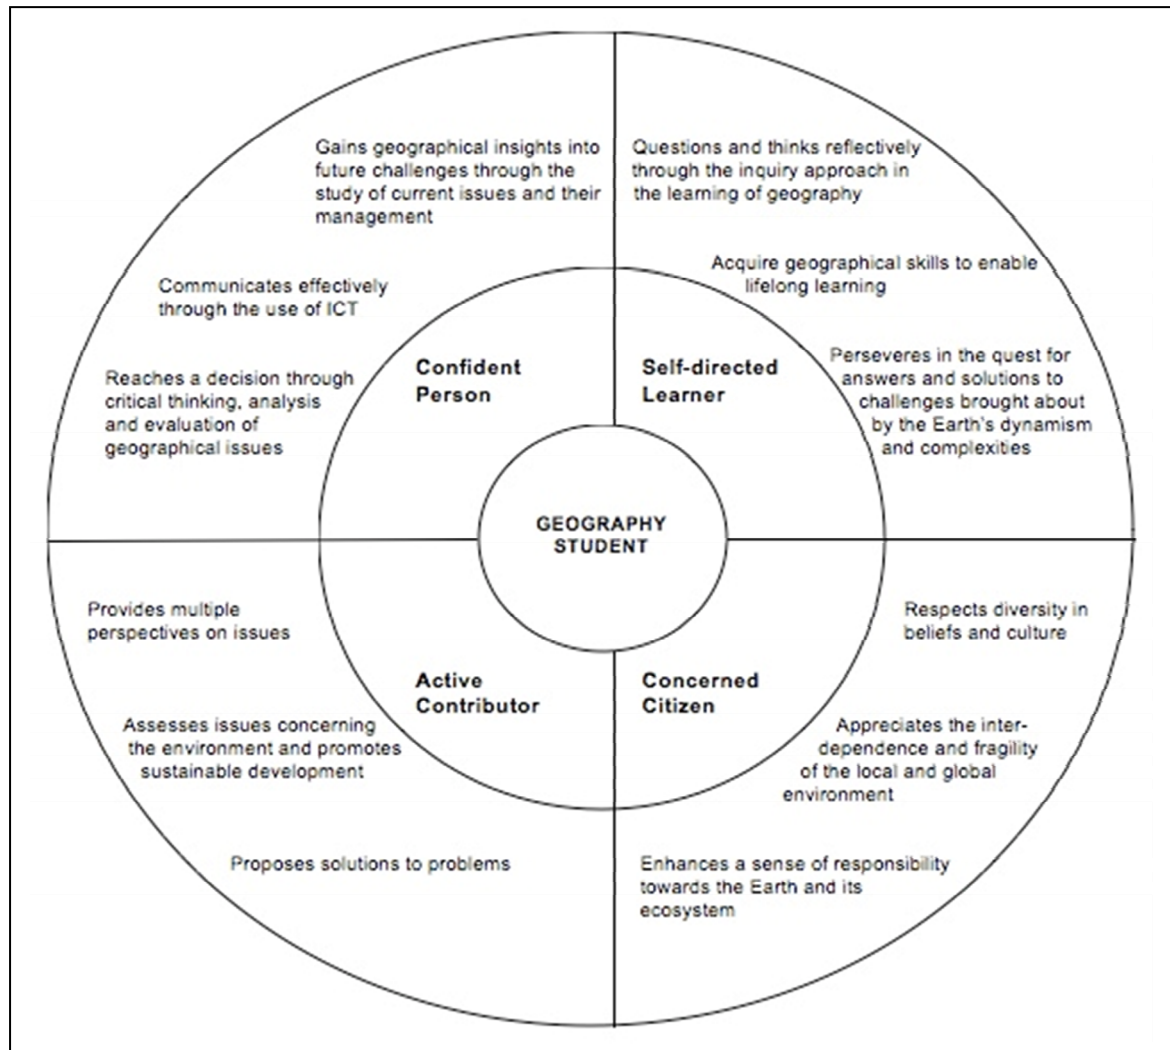 Gains geographical insights into
future challenges through the
study of current issues and their
management
Communicates effectively
through the use of ICT
Reaches a decision through
critical thinking, analysis
and evaluation of
geographical issues
Confident
Person
Questions and thinks reflectively
through the inquiry approach in
the learning of geography
Acquire geographical skills to enable
lifelong learning
Perseveres in the quest for
answers and solutions to
challenges brought about
by the Earth's dynamism
and complexities
Self-directed
Learner
GEOGRAPHY
STUDENT
Provides multiple
perspectives on issues
Assesses issues concerning
the environment and promotes
sustainable development
Proposes solutions to problems
Active
Contributor
Concerned
Citizen
Respects diversity in
beliefs and culture
Appreciates the inter-
dependence and fragility
of the local and global
environment
Enhances a sense of responsibility
towards the Earth and its
ecosystem